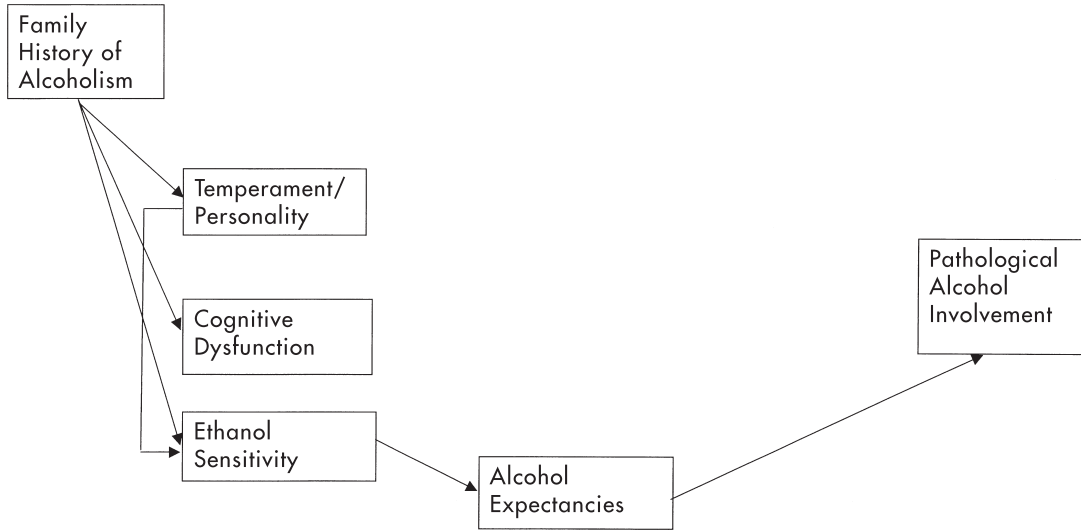 Family
History of
Alcoholism
Temperament/
Personality
Cognitive
Dysfunction
Ethanol
Sensitivity
Alcohol
Expectancies
Pathological
Alcohol
Involvement